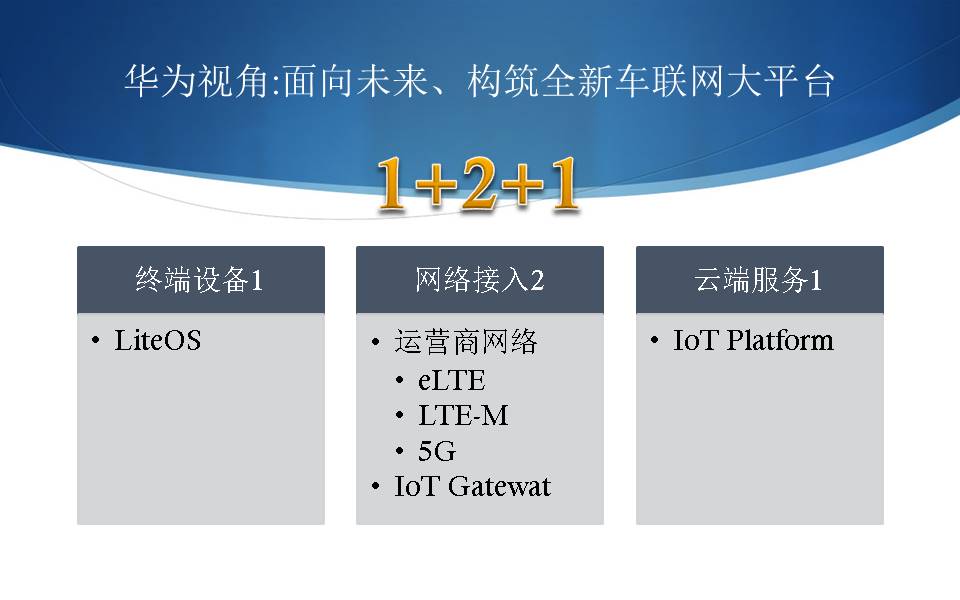 华为视角:面向未来、构筑全新车联网大平台
1+2+1
终端设备1
• LiteOS
网络接入2
• 运营商网络
• eLTE
• LTE-M
• 5G
• IoT Gatewat
云端服务1
• IoT Platform